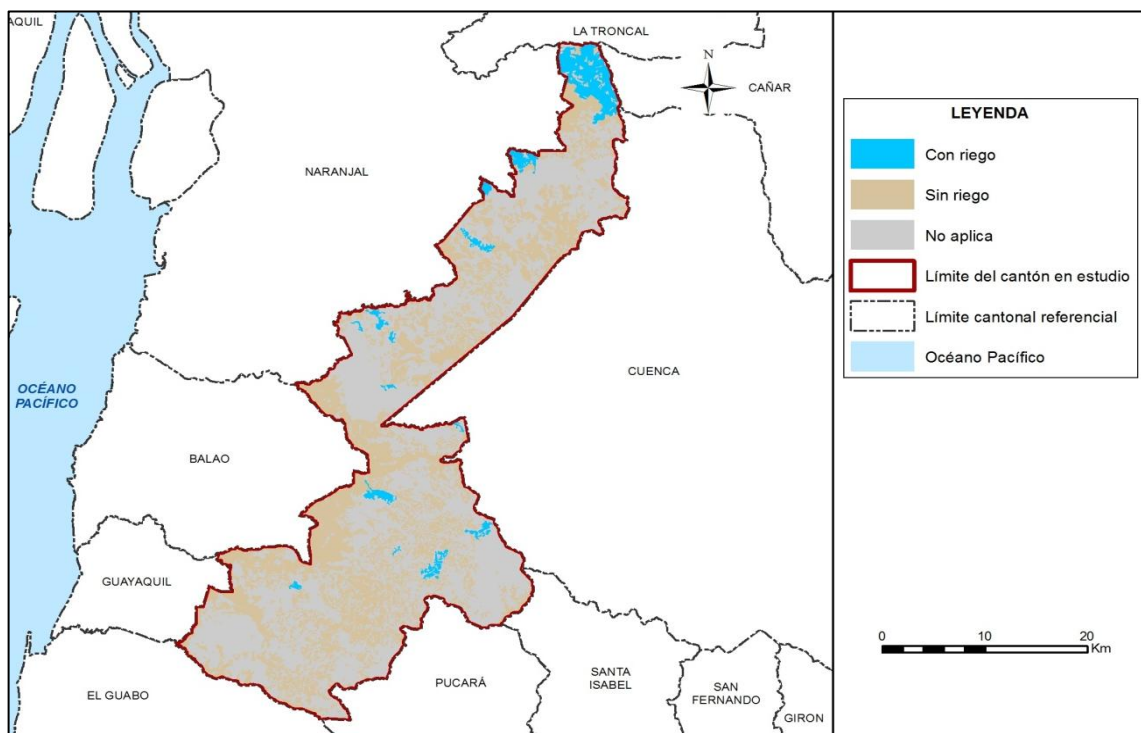 AQUIL
LA TRONCAL
N
CAÑAR
NARANJAL
CUENCA
OCÉANO
PACÍFICO
BALAO
GUAYAQUIL
EL GUABO
PUCARÁ
SANTA
ISABEL
SAN
FERNANDO
GIRON
LEYENDA
Con riego
Sin riego
No aplica
Límite del cantón en estudio
Límite cantonal referencial
Océano Pacífico
0 10 20
Km